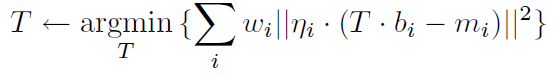 T ← argmin_T {∑_i w_i||η_i · (T · b_i − m_i)||²}